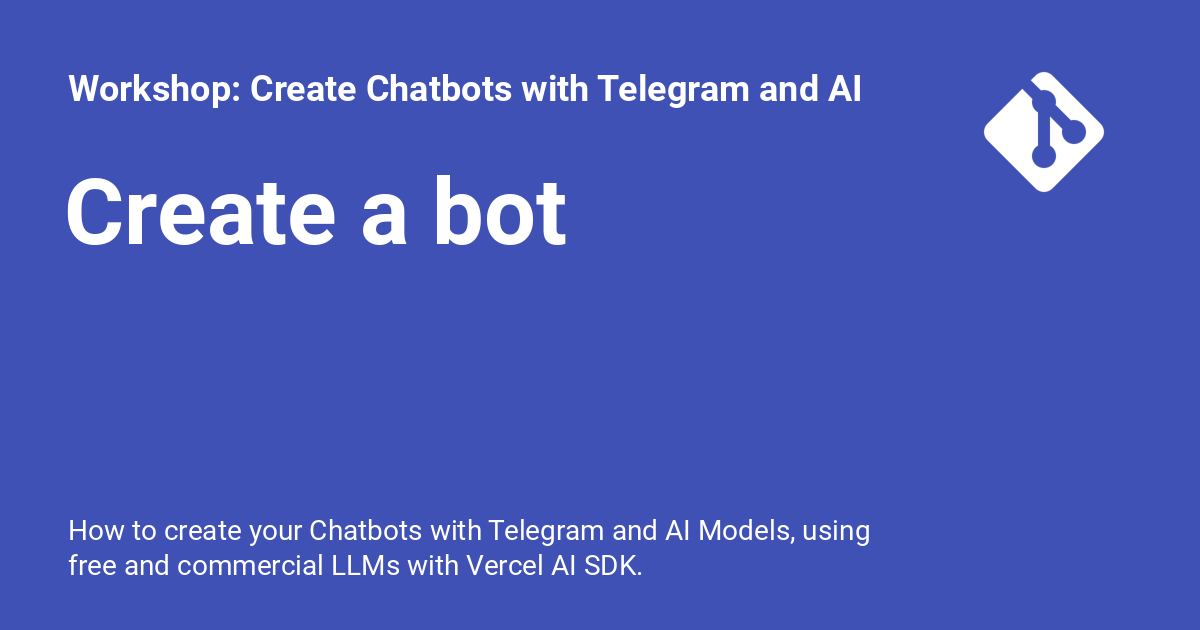 Workshop: Create Chatbots with Telegram and AI
Create a bot
How to create your Chatbots with Telegram and AI Models, using
free and commercial LLMs with Vercel AI SDK.